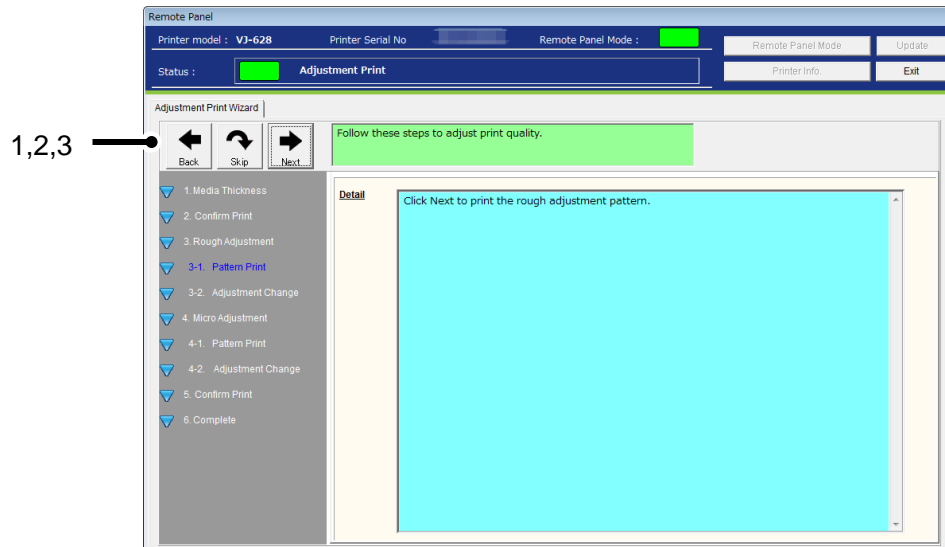 Remote Panel
Printer model : VJ-628 Printer Serial No Remote Panel Mode :
Remote Panel Mode Update
Status : Adjustment Print
Printer Info. Exit
Adjustment Print Wizard
1,2,3
Back Skip Next
Follow these steps to adjust print quality.
1. Media Thickness
2. Confirm Print
3. Rough Adjustment
3-1. Pattern Print
3-2. Adjustment Change
4. Micro Adjustment
4-1. Pattern Print
4-2. Adjustment Change
5. Confirm Print
6. Complete
Detail
Click Next to print the rough adjustment pattern.